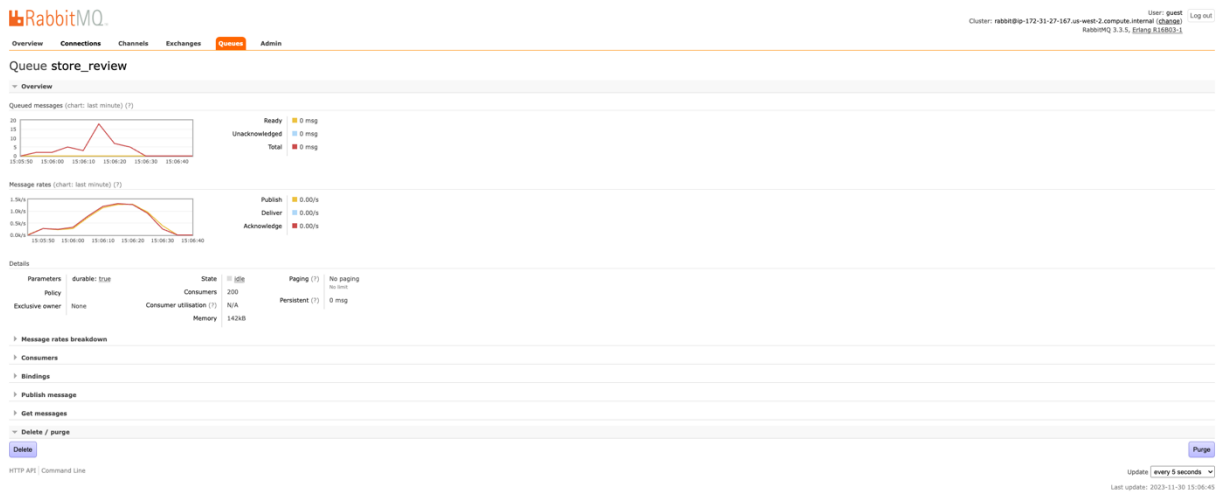 RabbitMQ
User: guest
Log out
Cluster: rabbit@ip-172-31-27-167.us-west-2.compute.internal (change)
RabbitMQ 3.3.5, Erlang R16B03-1
Overview Connections Channels Exchanges Queues Admin
Queue store_review
Overview
Queued messages (chart: last minute) (?)
20
15
10
5
0
15:05:50 15:06:00 15:06:10 15:06:20 15:06:30 15:06:40
Ready 0 msg
Unacknowledged 0 msg
Total 0 msg
Message rates (chart: last minute) (?)
1.5k/s
1.0k/s
0.5k/s
0.0k/s
15:05:50 15:06:00 15:06:10 15:06:20 15:06:30 15:06:40
Publish 0.00/s
Deliver 0.00/s
Acknowledge 0.00/s
Details
Parameters durable: true
Policy
Exclusive owner None
State idle
Consumers 200
Consumer utilisation (?) N/A
Memory 142kB
Paging (?) No paging
No limit
Persistent (?) 0 msg
Message rates breakdown
Consumers
Bindings
Publish message
Get messages
Delete / purge
Delete Purge
HTTP API Command Line
Update every 5 seconds
Last update: 2023-11-30 15:06:45